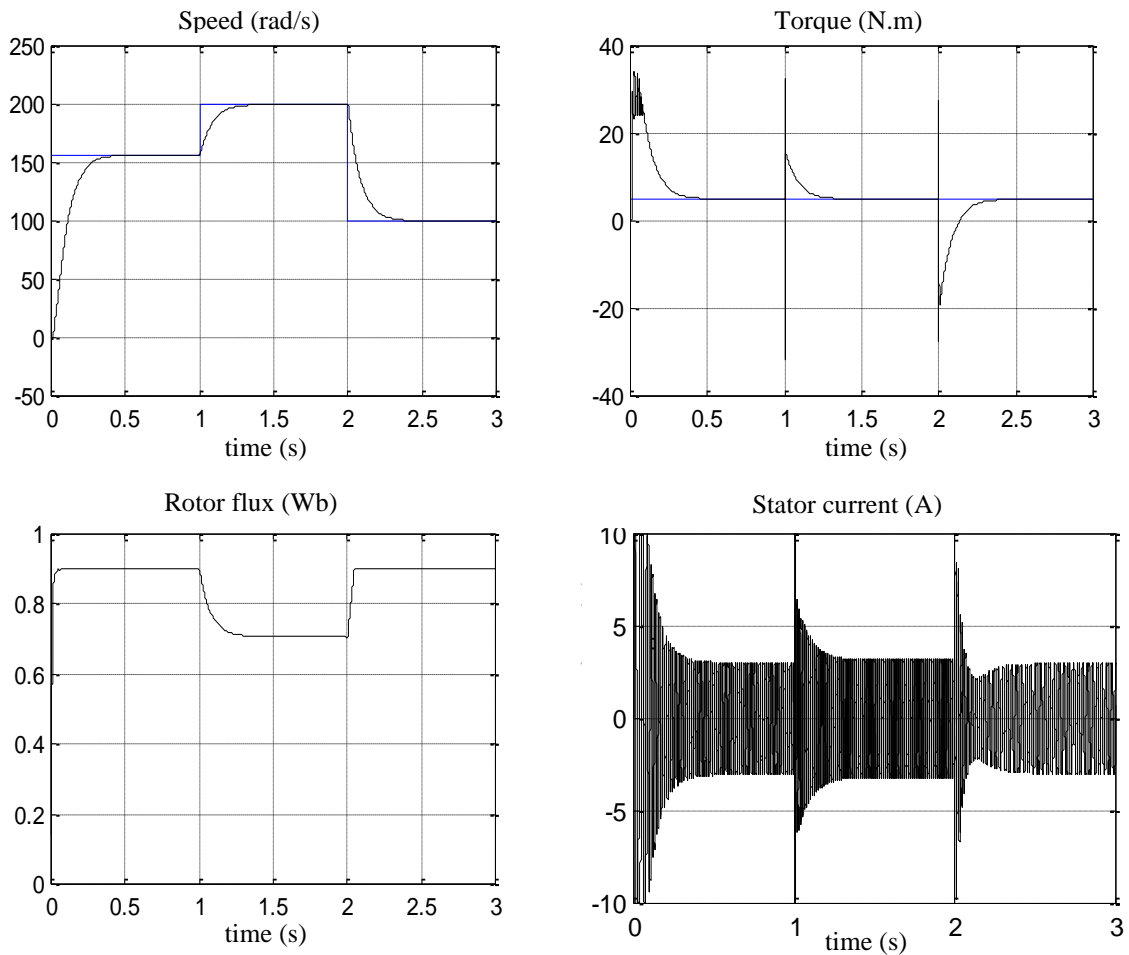 Speed (rad/s)
250
200
150
100
50
0
-50
0 0.5 1 1.5 2 2.5 3
time (s)
Torque (N.m)
40
20
0
-20
-40
0 0.5 1 1.5 2 2.5 3
time (s)
Rotor flux (Wb)
1
0.8
0.6
0.4
0.2
0
0 0.5 1 1.5 2 2.5 3
time (s)
Stator current (A)
10
5
0
-5
-10
0 1 2 3
time (s)